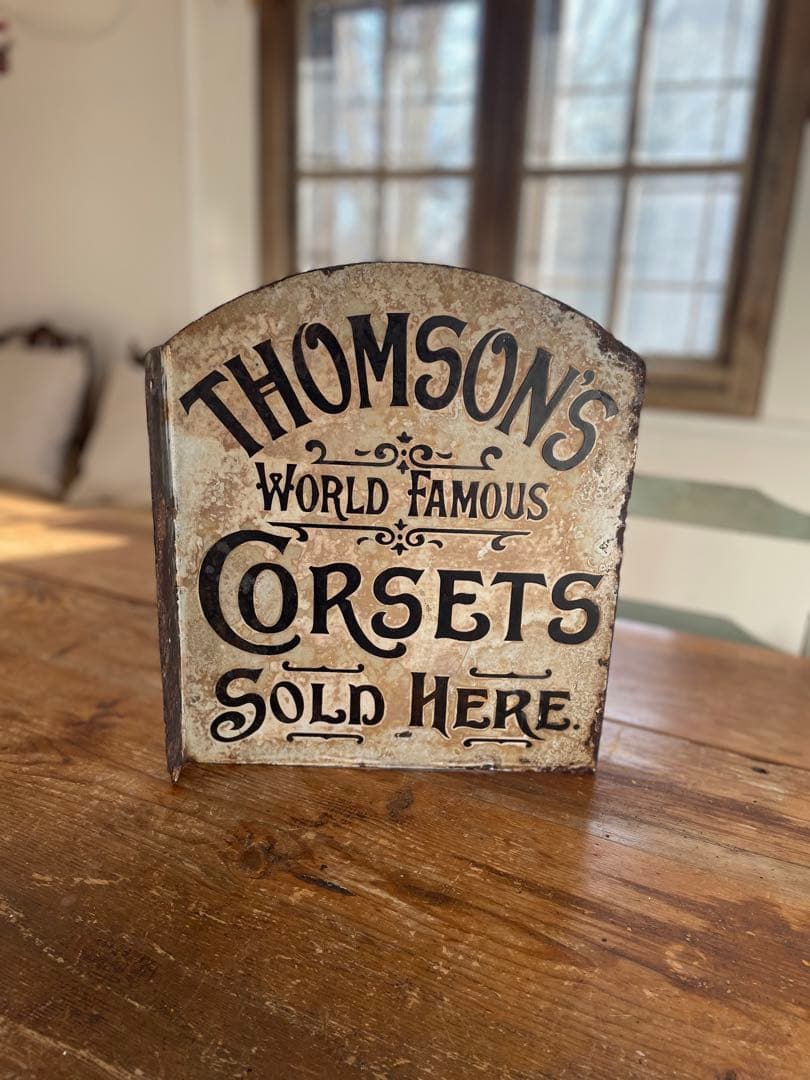 THOMSON'S
WORLD FAMOUS
CORSETS
SOLD HERE.